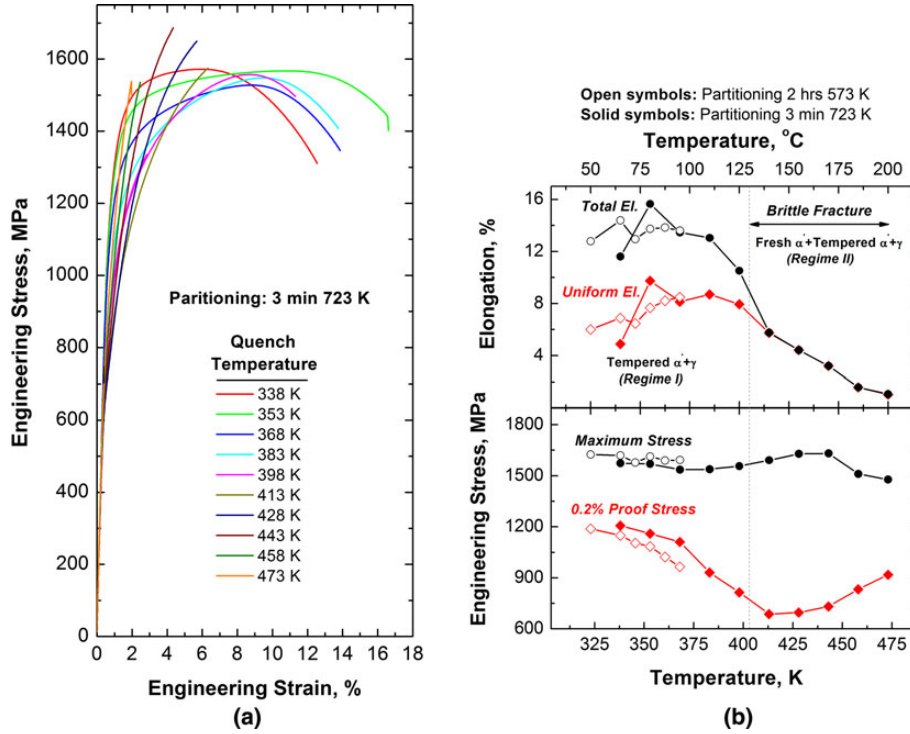 1600
1400
1200
1000
800
600
400
200
0
Engineering Stress, MPa
0 2 4 6 8 10 12 14 16 18
Engineering Strain, %
Paritioning: 3 min 723 K
Quench
Temperature
338 K
353 K
368 K
383 K
398 K
413 K
428 K
443 K
458 K
473 K
(a)
Open symbols: Partitioning 2 hrs 573 K
Solid symbols: Partitioning 3 min 723 K
Temperature, °C
50 75 100 125 150 175 200
16
12
8
4
Elongation, %
Total El.
Brittle Fracture
Fresh α'+Tempered α'+γ
(Regime II)
Uniform El.
Tempered α'+γ
(Regime I)
1800
1500
1200
900
600
Engineering Stress, MPa
Maximum Stress
0.2% Proof Stress
325 350 375 400 425 450 475
Temperature, K
(b)